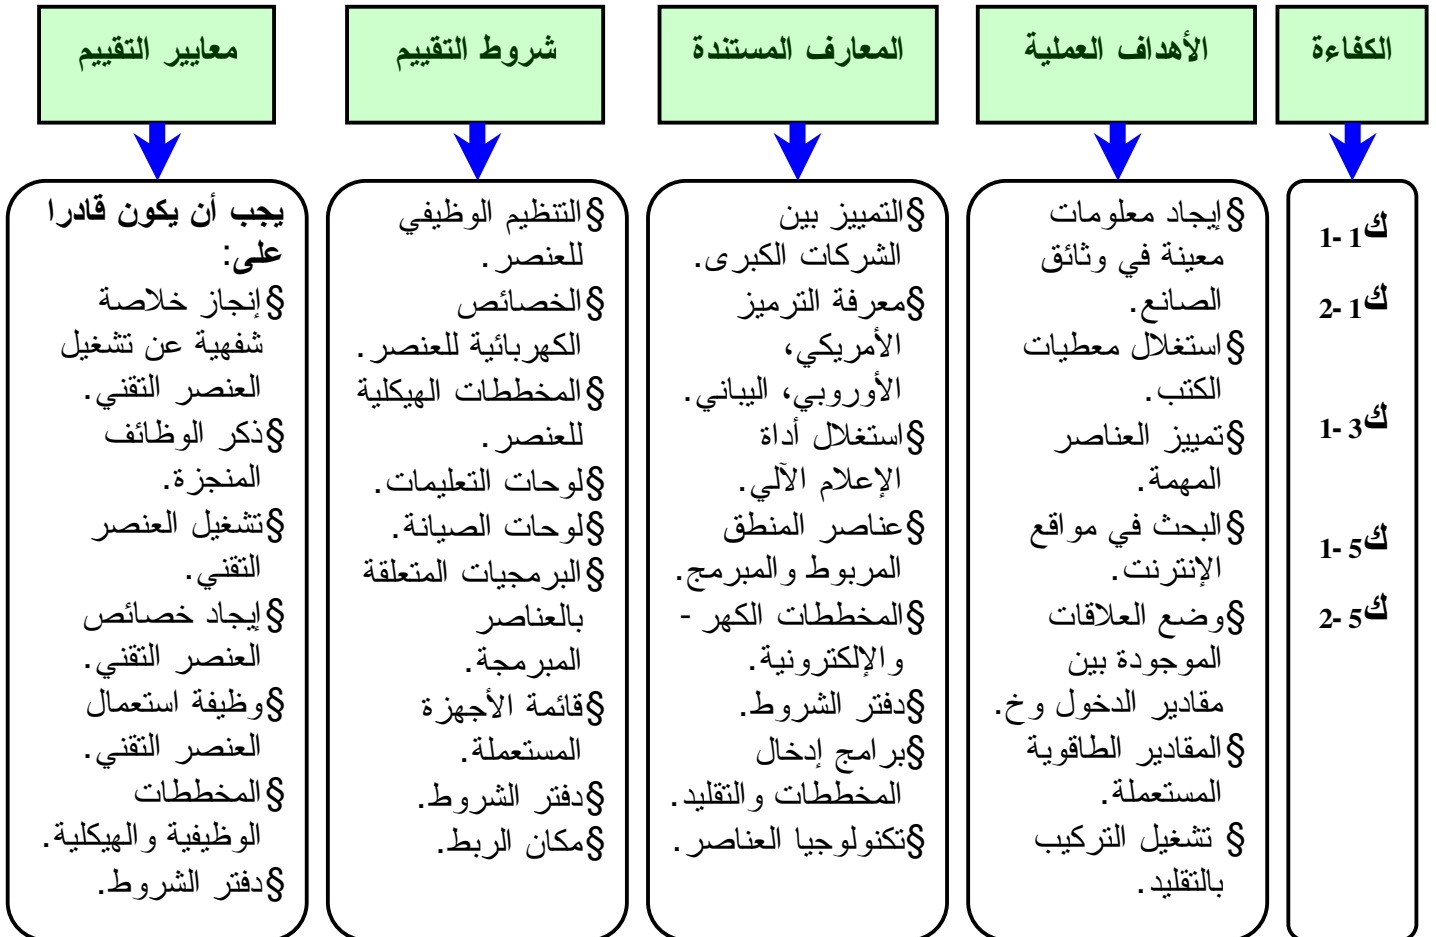 الكفاءة
الأهداف العملية
المعارف المستندة
شروط التقييم
معايير التقييم
ك1-1
ك1-2
ك3-1
ك5-1
ك5-2
§إيجاد معلومات
معينة في وثائق
الصانع.
§استغلال معطيات
الكتب.
§تمييز العناصر
المهمة.
§البحث في مواقع
الإنترنت.
§وضع العلاقات
الموجودة بين
مقادير الدخول وخ.
§المقادير الطاقوية
المستعملة.
§ تشغيل التركيب
بالتقليد.
§التمييز بين
الشركات الكبرى.
§معرفة الترميز
الأمريكي،
الأوروبي، الياباني.
§استغلال أداة
الإعلام الآلي.
§عناصر المنطق
المربوط والمبرمج.
§المخططات الكهر -
والإلكترونية.
§دفتر الشروط.
§برامج إدخال
المخططات والتقليد.
§تكنولوجيا العناصر.
§التنظيم الوظيفي
للعنصر.
§الخصائص
الكهربائية للعنصر.
§المخططات الهيكلية
للعنصر.
§لوحات التعليمات.
§لوحات الصيانة.
§البرمجيات المتعلقة
بالعناصر
المبرمجة.
§قائمة الأجهزة
المستعملة.
§دفتر الشروط.
§مكان الربط.
يجب أن يكون قادرا
على:
§إنجاز خلاصة
شفهية عن تشغيل
العنصر التقني.
§ذكر الوظائف
المنجزة.
§تشغيل العنصر
التقني.
§إيجاد خصائص
العنصر التقني.
§وظيفة استعمال
العنصر التقني.
§المخططات
الوظيفية والهيكلية.
§دفتر الشروط.